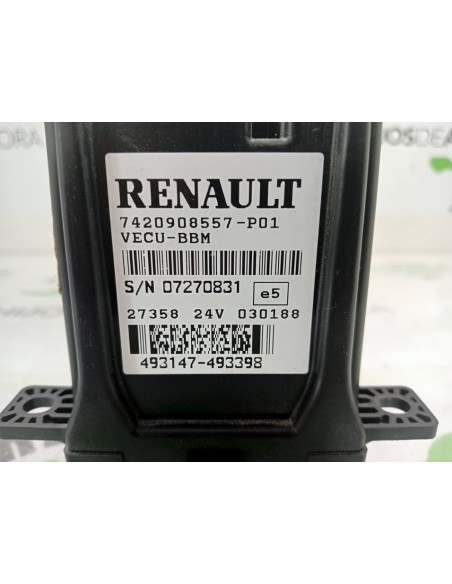 RENAULT
7420908557-P01
VECU-BBM
S/N 07270831 e5
27358 24V 030188
493147-493398